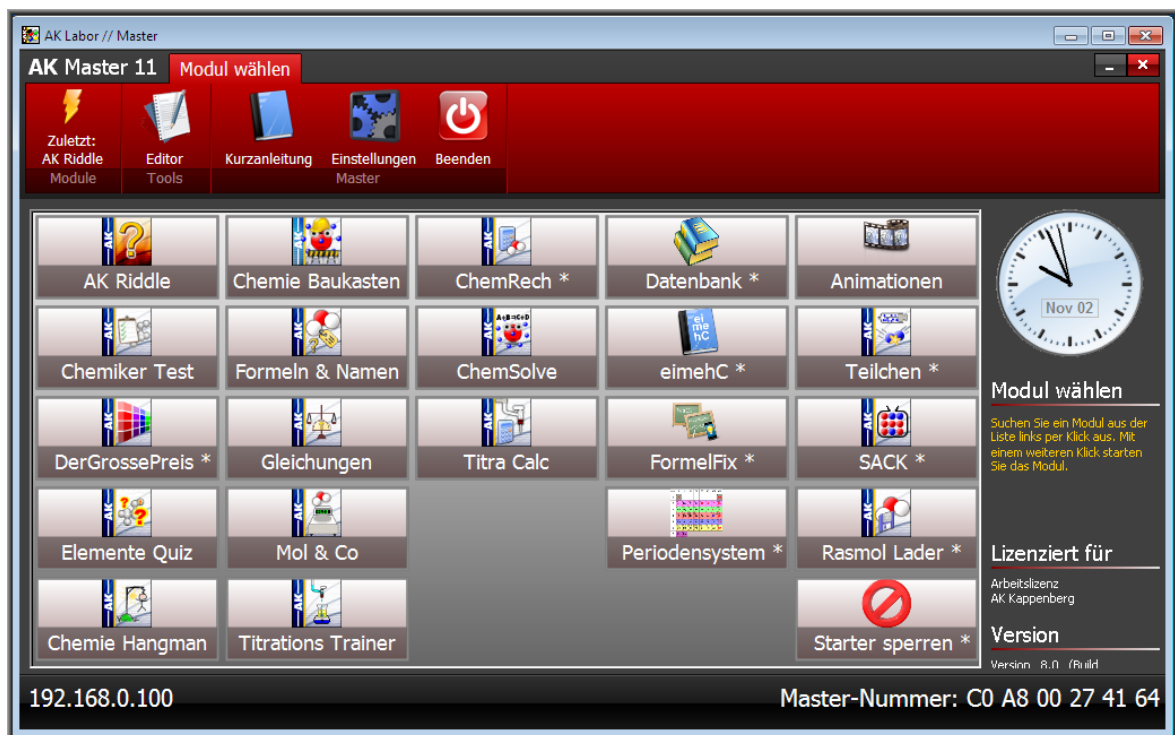 AK Labor // Master
AK Master 11 Modul wählen
Zuletzt:
AK Riddle Editor Kurzanleitung Einstellungen Beenden
Module Tools Master
AK Riddle Chemie Baukasten ChemRech * Datenbank * Animationen
Nov 02
Chemiker Test Formeln & Namen ChemSolve eimehC * Teilchen *
DerGrossePreis * Gleichungen Titra Calc FormelFix * SACK *
Elemente Quiz Mol & Co Periodensystem * Rasmol Lader *
Chemie Hangman Titrations Trainer Starter sperren *
Modul wählen
Suchen Sie ein Modul aus der
Liste links per Klick aus. Mit
einem weiteren Klick starten
Sie das Modul.
Lizenziert für
Arbeitslizenz
AK Kappenberg
Version
Version 8.0 (Build
192.168.0.100 Master-Nummer: C0 A8 00 27 41 64